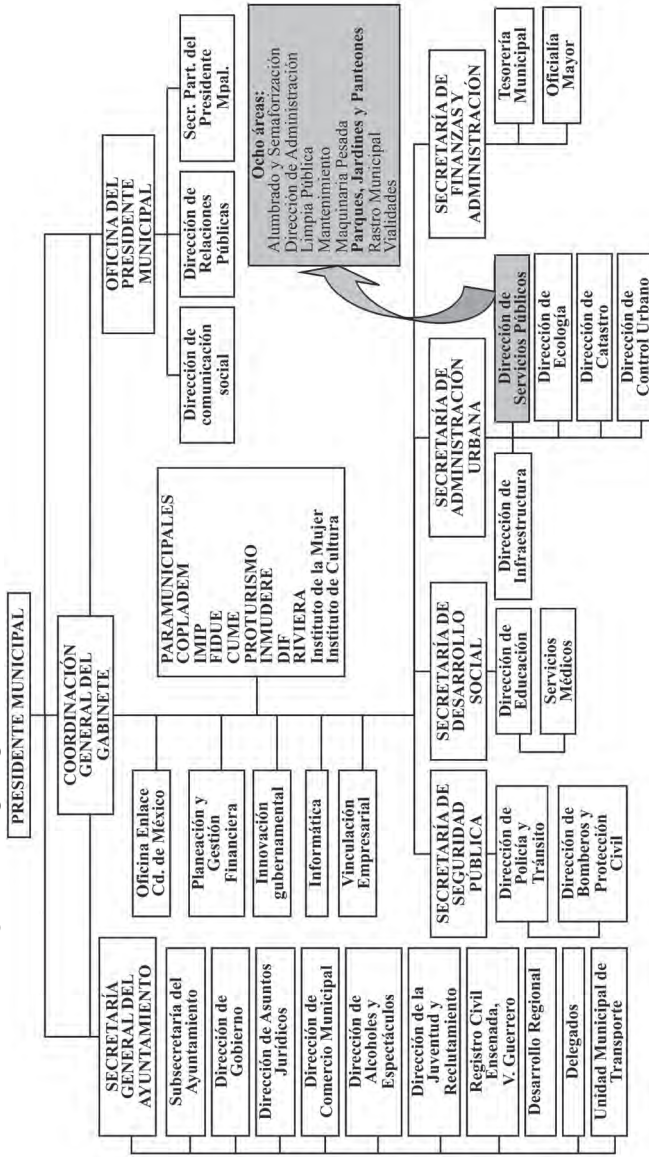 PRESIDENTE MUNICIPAL
COORDINACIÓN
GENERAL DEL
GABINETE
SECRETARÍA
GENERAL DEL
AYUNTAMIENTO
Subsecretaría del
Ayuntamiento
Dirección de
Gobierno
Dirección de Asuntos
Jurídicos
Dirección de
Comercio Municipal
Dirección de
Alcoholes y
Espectáculos
Dirección de la
Juventud y
Reclutamiento
Registro Civil
Ensenada,
V. Guerrero
Desarrollo Regional
Delegados
Unidad Municipal de
Transporte
Oficina Enlace
Cd. de México
Planeación y
Gestión
Financiera
Innovación
gubernamental
Informática
Vinculación
Empresarial
PARAMUNICIPALES
COPLADEM
IMIP
FIDUE
CUME
PROTURISMO
INMUDERE
DIF
RIVIERA
Instituto de la Mujer
Instituto de Cultura
OFICINA DEL
PRESIDENTE
MUNICIPAL
Dirección de
comunicación
social
Dirección de
Relaciones
Públicas
Secr. Part. del
Presidente
Mpal.
Ocho áreas:
Alumbrado y Semaforización
Dirección de Administración
Limpia Pública
Mantenimiento
Maquinaria Pesada
Parques, Jardines y Panteones
Rastro Municipal
Vialidades
SECRETARÍA DE
SEGURIDAD
PÚBLICA
Dirección de
Policía y
Tránsito
Dirección de
Bomberos y
Protección
Civil
SECRETARÍA DE
DESARROLLO
SOCIAL
Dirección de
Educación
Servicios
Médicos
SECRETARÍA DE
ADMINISTRACIÓN
URBANA
Dirección de
Infraestructura
Dirección de
Servicios Públicos
Dirección de
Ecología
Dirección de
Catastro
Dirección de
Control Urbano
SECRETARÍA DE
FINANZAS Y
ADMINISTRACIÓN
Tesorería
Municipal
Oficialía
Mayor